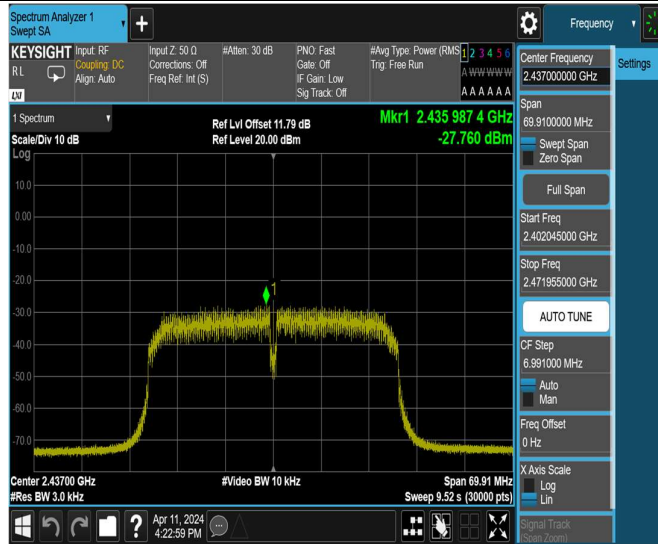 Spectrum Analyzer 1
Swept SA
Frequency
KEYSIGHT
RL
LXI
Input: RF
Coupling: DC
Align: Auto
Input Z: 50 Ω
Corrections: Off
Freq Ref: Int (S)
#Atten: 30 dB
PNO: Fast
Gate: Off
IF Gain: Low
Sig Track: Off
#Avg Type: Power (RMS
Trig: Free Run
1 2 3 4 5 6
A W W W W W
A A A A A A
Center Frequency
2.437000000 GHz
Settings
Span
69.9100000 MHz
Swept Span
Zero Span
Full Span
Start Freq
2.402045000 GHz
Stop Freq
2.471955000 GHz
AUTO TUNE
CF Step
6.991000 MHz
Auto
Man
Freq Offset
0 Hz
X Axis Scale
Log
Lin
Signal Track
(Span Zoom)
1 Spectrum
Scale/Div 10 dB
Log
Ref Lvl Offset 11.79 dB
Ref Level 20.00 dBm
Mkr1 2.435 987 4 GHz
-27.760 dBm
10.0
0.00
-10.0
-20.0
-30.0
-40.0
-50.0
-60.0
-70.0
1
Center 2.43700 GHz
#Res BW 3.0 kHz
#Video BW 10 kHz
Span 69.91 MHz
Sweep 9.52 s (30000 pts)
?
Apr 11, 2024
4:22:59 PM